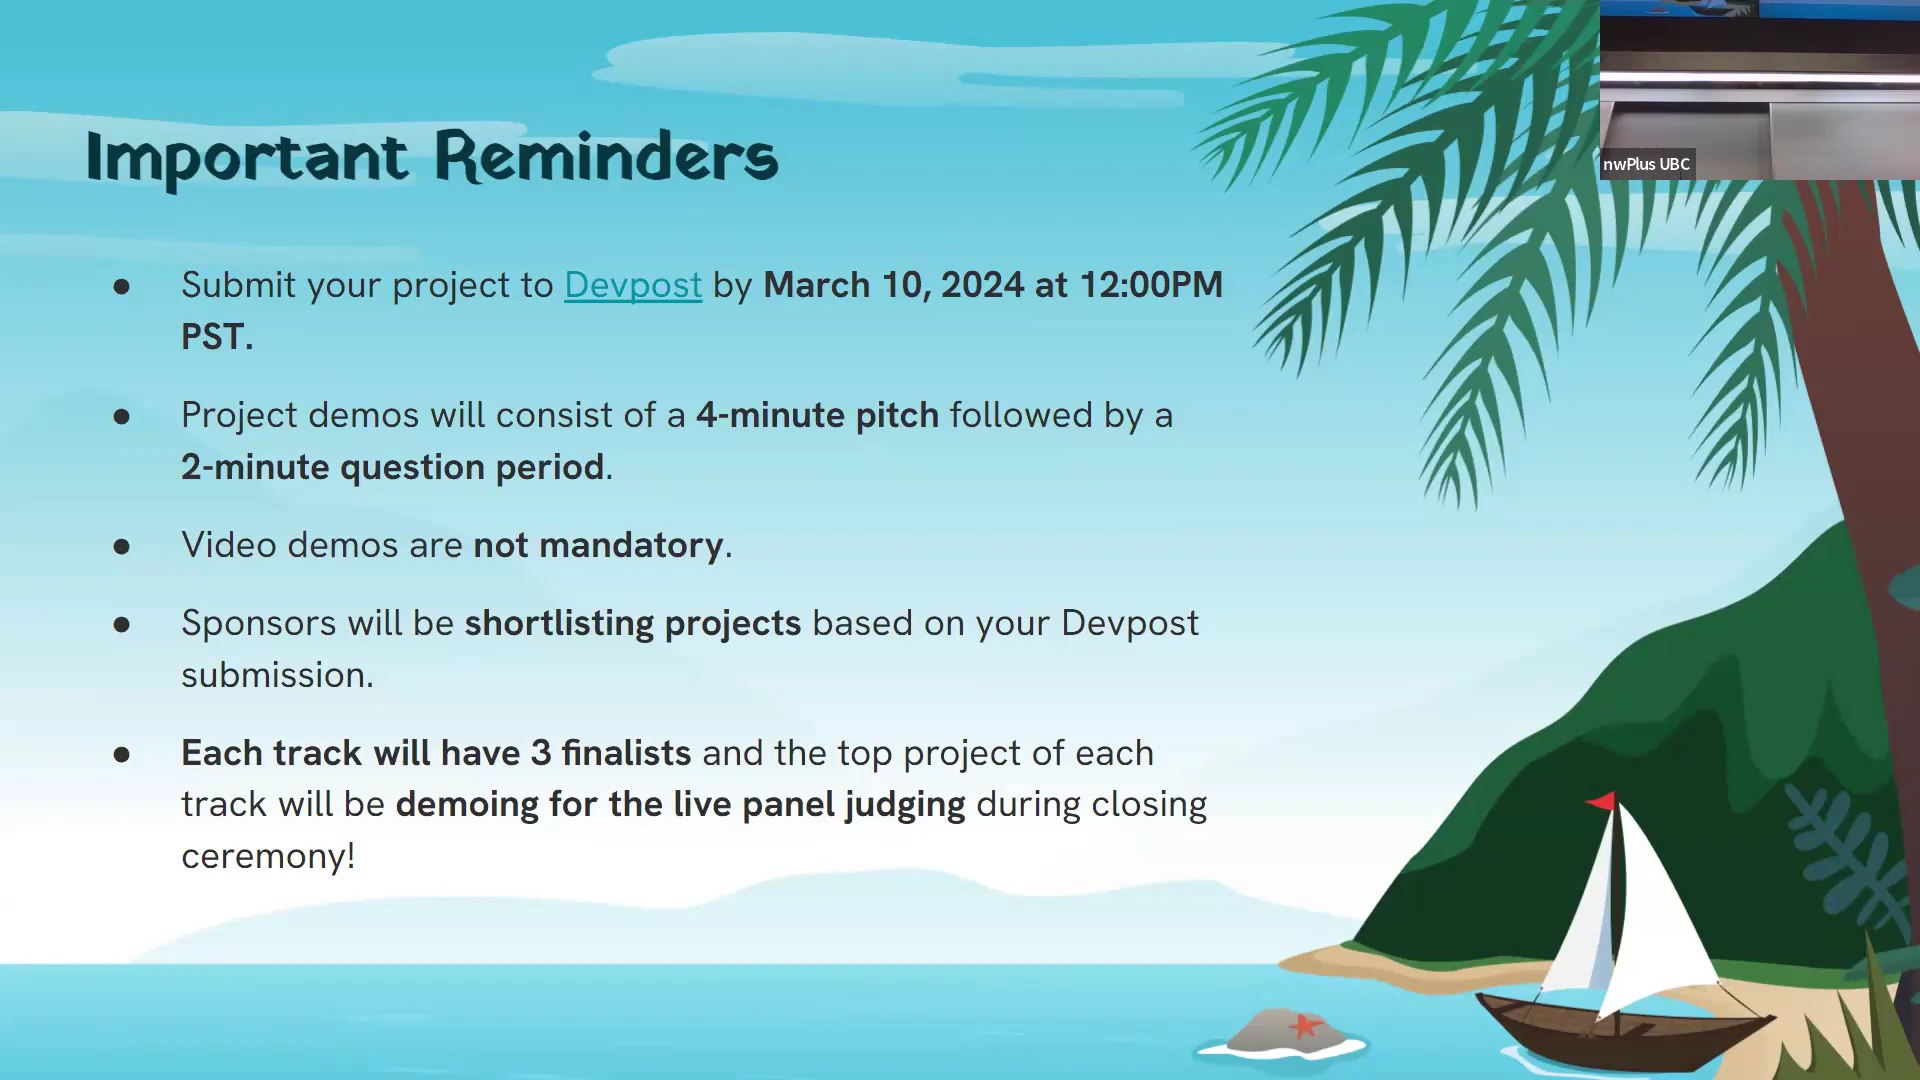 nwPlus UBC
Important Reminders
● Submit your project to Devpost by March 10, 2024 at 12:00PM
PST.
● Project demos will consist of a 4-minute pitch followed by a
2-minute question period.
● Video demos are not mandatory.
● Sponsors will be shortlisting projects based on your Devpost
submission.
● Each track will have 3 finalists and the top project of each
track will be demoing for the live panel judging during closing
ceremony!